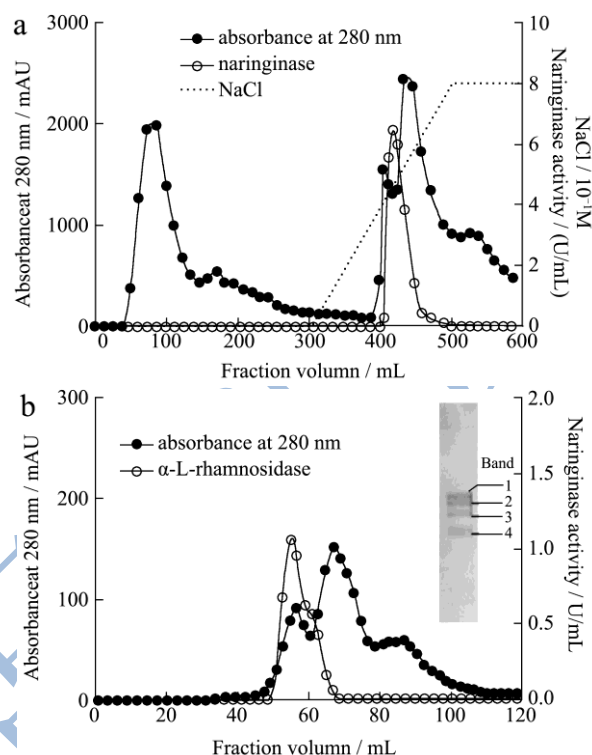 a
3000
2000
1000
0
Absorbanceat 280 nm / mAU
absorbance at 280 nm
naringinase
NaCl
10
8
6
4
2
0
NaCl / 10⁻¹M
Naringinase activity / (U/mL)
0 100 200 300 400 500 600
Fraction volumn / mL
b
300
200
100
0
Absorbanceat 280 nm / mAU
absorbance at 280 nm
α-L-rhamnosidase
Band
1
2
3
4
2.0
1.5
1.0
0.5
0.0
Naringinase activity / U/mL
0 20 40 60 80 100 120
Fraction volumn / mL